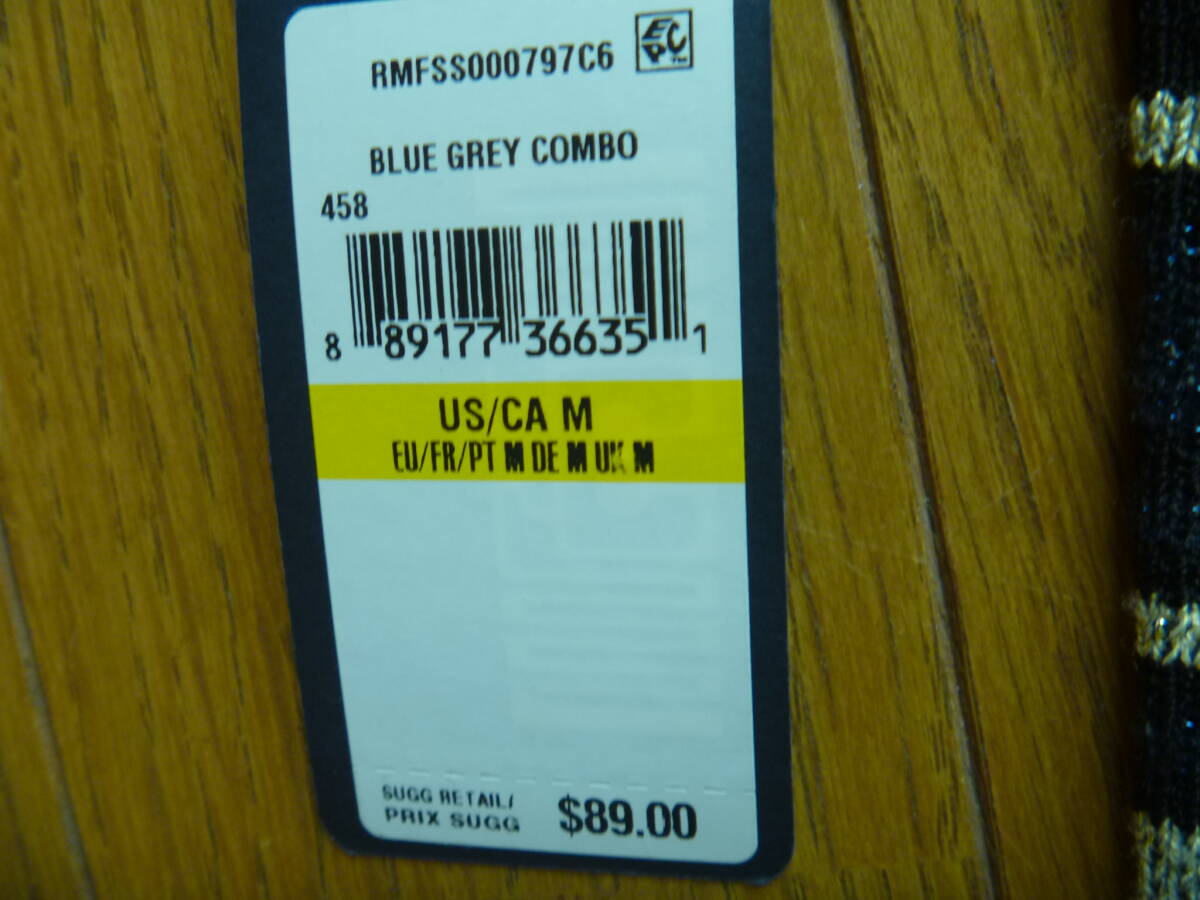 RMFSS000797C6 ECP™
BLUE GREY COMBO
458
8 89177 36635 1
US/CA M
EU/FR/PT M DE M UK M
SUGG RETAIL/
PRIX SUGG $89.00